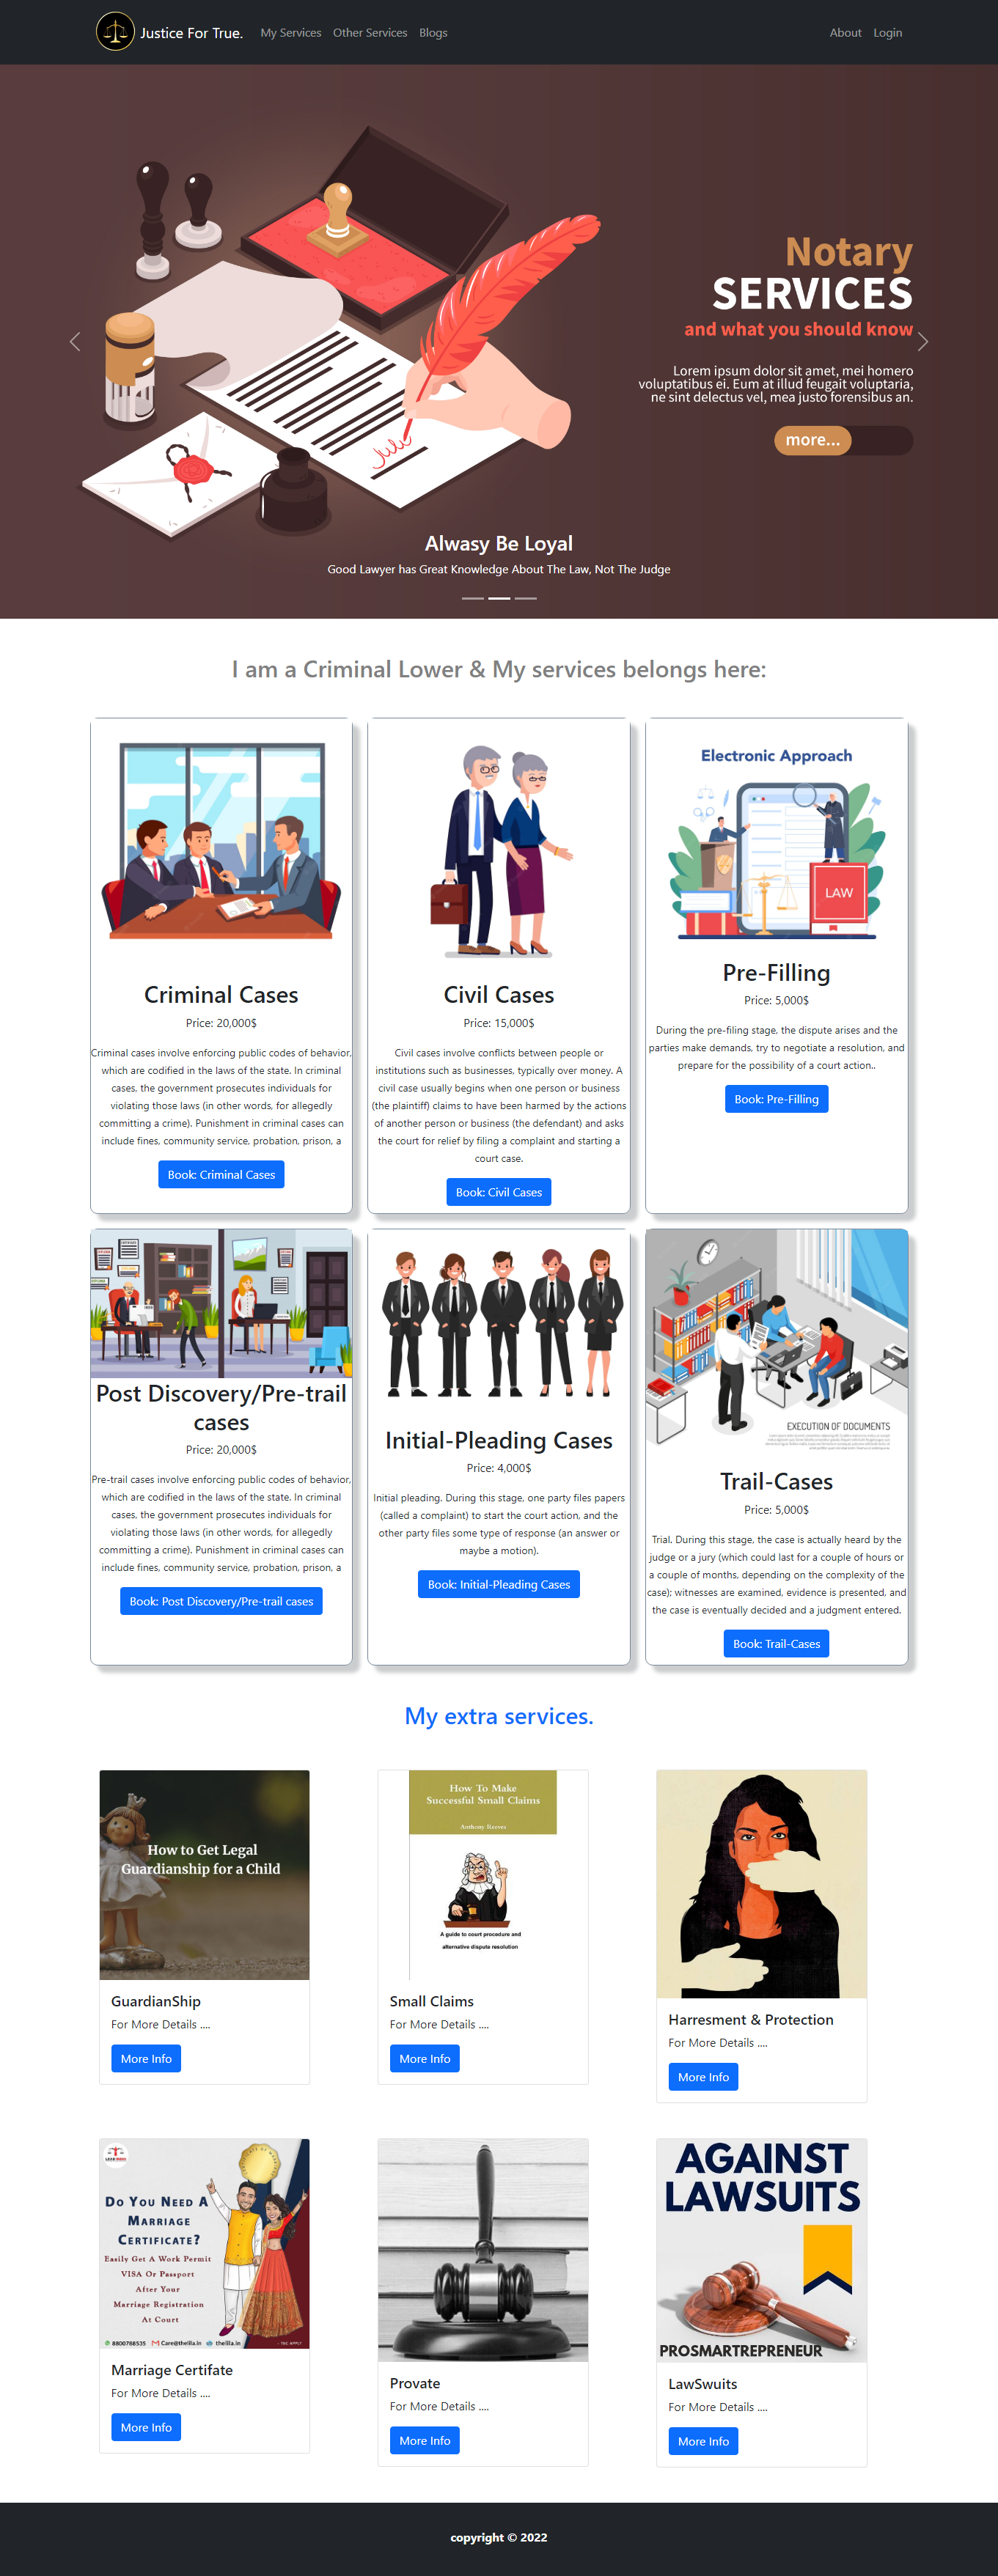 Justice For True.
My Services
Other Services
Blogs
About
Login
Notary
SERVICES
and what you should know
Lorem ipsum dolor sit amet, mei homero
voluptatibus ei. Eum at illud feugait voluptaria,
ne sint delectus vel, mea justo forensibus an.
more...
Alwasy Be Loyal
Good Lawyer has Great Knowledge About The Law, Not The Judge
I am a Criminal Lower & My services belongs here:
Criminal Cases
Price: 20,000$
Criminal cases involve enforcing public codes of behavior,
which are codified in the laws of the state. In criminal
cases, the government prosecutes individuals for
violating those laws (in other words, for allegedly
committing a crime). Punishment in criminal cases can
include fines, community service, probation, prison, a
Book: Criminal Cases
Civil Cases
Price: 15,000$
Civil cases involve conflicts between people or
institutions such as businesses, typically over money. A
civil case usually begins when one person or business
(the plaintiff) claims to have been harmed by the actions
of another person or business (the defendant) and asks
the court for relief by filing a complaint and starting a
court case.
Book: Civil Cases
Electronic Approach
LAW
Pre-Filling
Price: 5,000$
During the pre-filing stage, the dispute arises and the
parties make demands, try to negotiate a resolution, and
prepare for the possibility of a court action..
Book: Pre-Filling
Post Discovery/Pre-trail
cases
Price: 20,000$
Pre-trail cases involve enforcing public codes of behavior,
which are codified in the laws of the state. In criminal
cases, the government prosecutes individuals for
violating those laws (in other words, for allegedly
committing a crime). Punishment in criminal cases can
include fines, community service, probation, prison, a
Book: Post Discovery/Pre-trail cases
Initial-Pleading Cases
Price: 4,000$
Initial pleading. During this stage, one party files papers
(called a complaint) to start the court action, and the
other party files some type of response (an answer or
maybe a motion).
Book: Initial-Pleading Cases
EXECUTION OF DOCUMENTS
Trail-Cases
Price: 5,000$
Trial. During this stage, the case is actually heard by the
judge or a jury (which could last for a couple of hours or
a couple of months, depending on the complexity of the
case); witnesses are examined, evidence is presented, and
the case is eventually decided and a judgment entered.
Book: Trail-Cases
My extra services.
How to Get Legal
Guardianship for a Child
GuardianShip
For More Details ....
More Info
How To Make
Successful Small Claims
Anthony Reeves
A guide to court procedure and
alternative dispute resolution
Small Claims
For More Details ....
More Info
Harresment & Protection
For More Details ....
More Info
Do You Need A
Marriage
Certificate?
Easily Get A Work Permit
VISA Or Passport
After Your
Marriage Registration
At Court
8800788535
Care@thelila.in
thelila.in
Marriage Certifate
For More Details ....
More Info
Provate
For More Details ....
More Info
AGAINST
LAWSUITS
PROSMARTREPRENEUR
LawSwuits
For More Details ....
More Info
copyright © 2022